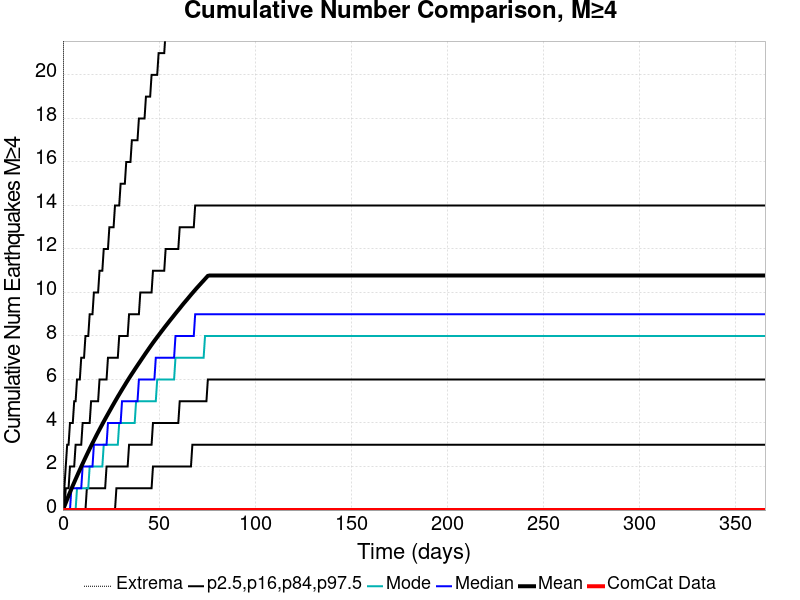 Cumulative Number Comparison, M≥4
Cumulative Num Earthquakes M≥4
20
18
16
14
12
10
8
6
4
2
0
0 50 100 150 200 250 300 350
Time (days)
Extrema p2.5,p16,p84,p97.5 Mode Median Mean ComCat Data